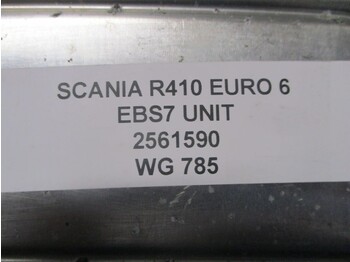 SCANIA R410 EURO 6
EBS7 UNIT
2561590
WG 785